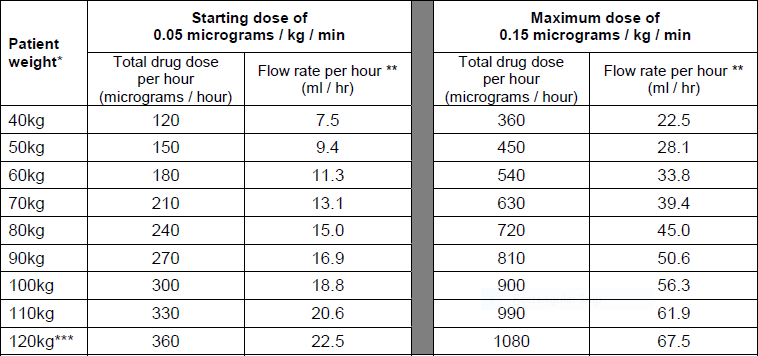 Patient weight*
Starting dose of
0.05 micrograms / kg / min
Maximum dose of
0.15 micrograms / kg / min
Total drug dose
per hour
(micrograms / hour)
Flow rate per hour **
(ml / hr)
Total drug dose
per hour
(micrograms / hour)
Flow rate per hour **
(ml / hr)
40kg 120 7.5 360 22.5
50kg 150 9.4 450 28.1
60kg 180 11.3 540 33.8
70kg 210 13.1 630 39.4
80kg 240 15.0 720 45.0
90kg 270 16.9 810 50.6
100kg 300 18.8 900 56.3
110kg 330 20.6 990 61.9
120kg*** 360 22.5 1080 67.5